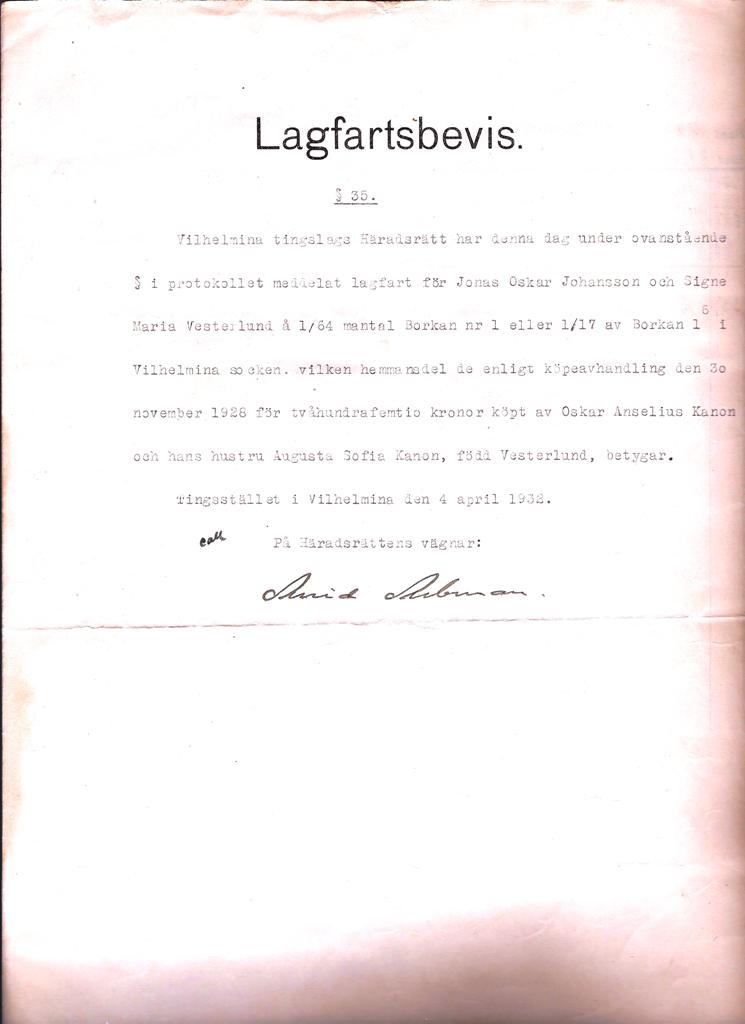 Lagfartsbevis.
§ 35.
Vilhelmina tingslags Häradsrätt har denna dag under ovanstående
§ i protokollet meddelat lagfart för Jonas Oskar Johansson och Signe
Maria Vesterlund å 1/64 mantal Borkan nr 1 eller 1/17 av Borkan 1⁶ i
Vilhelmina socken. vilken hemmansdel de enligt köpeavhandling den 30
november 1928 för tvåhundrafemtio kronor köpt av Oskar Anselius Kanon
och hans hustru Augusta Sofia Kanon, född Vesterlund, betygar.
Tingsstället i Vilhelmina den 4 april 1932.
På Häradsrättens vägnar: